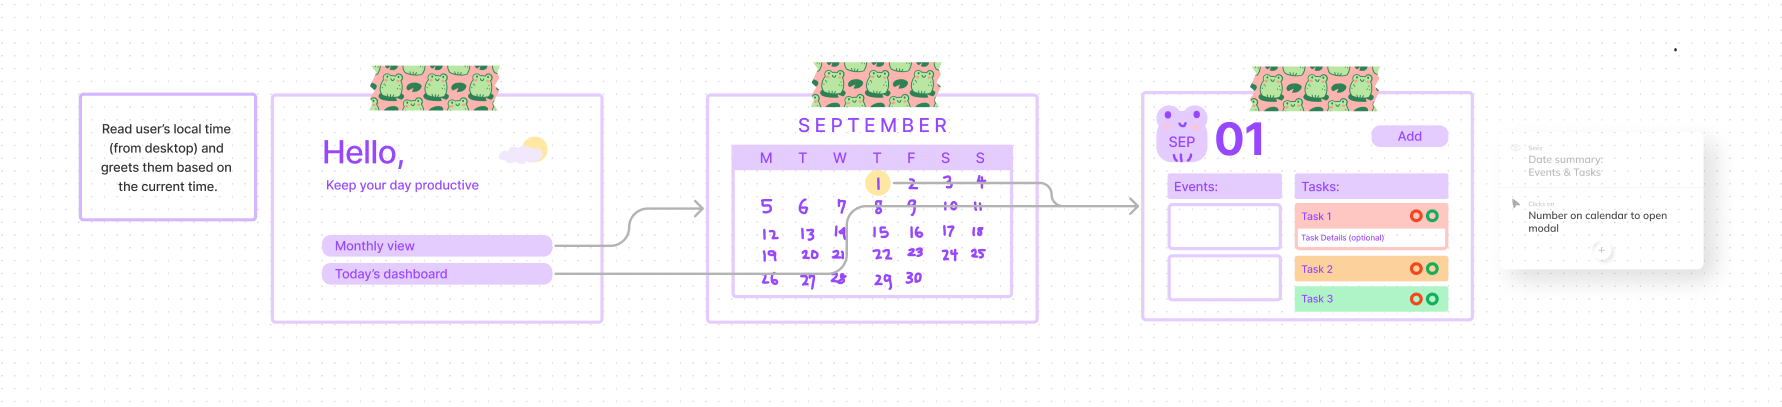 Read user's local time
(from desktop) and
greets them based on
the current time.
Hello,
Keep your day productive
Monthly view
Today's dashboard
SEPTEMBER
M T W T F S S
1 2 3 4
5 6 7 8 9 10 11
12 13 14 15 16 17 18
19 20 21 22 23 24 25
26 27 28 29 30
SEP
01
Add
Events:
Tasks:
Task 1
Task Details (optional)
Task 2
Task 3
Date summary:
Events & Tasks
Clicks on
Number on calendar to open
modal